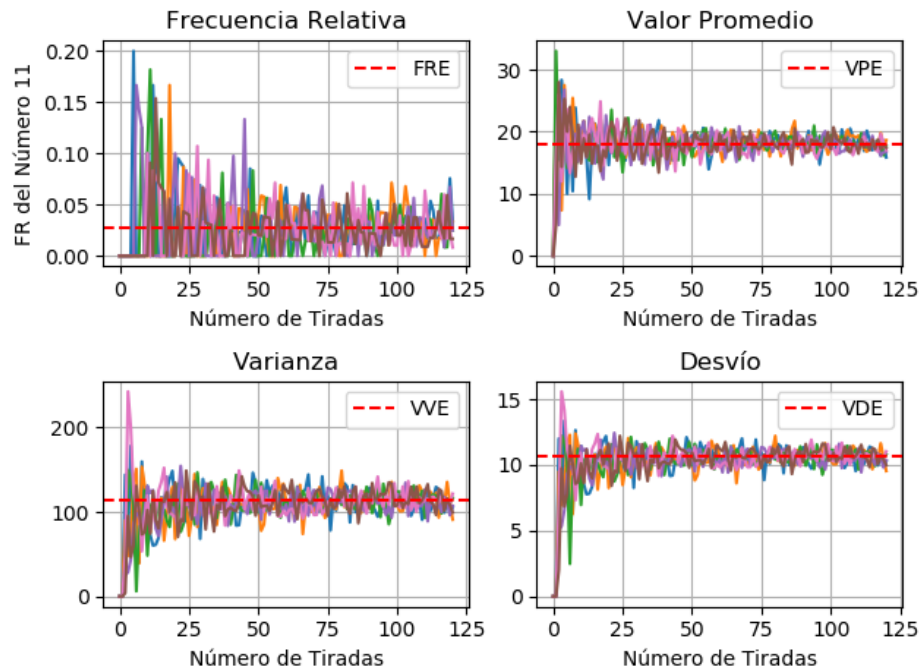 Frecuencia Relativa
FR del Número 11
0.20
0.15
0.10
0.05
0.00
FRE
0 25 50 75 100 125
Número de Tiradas
Valor Promedio
30
20
10
0
VPE
0 50 100
Número de Tiradas
Varianza
200
100
0
VVE
0 25 50 75 100 125
Número de Tiradas
Desvío
15
10
5
0
VDE
0 25 50 75 100 125
Número de Tiradas